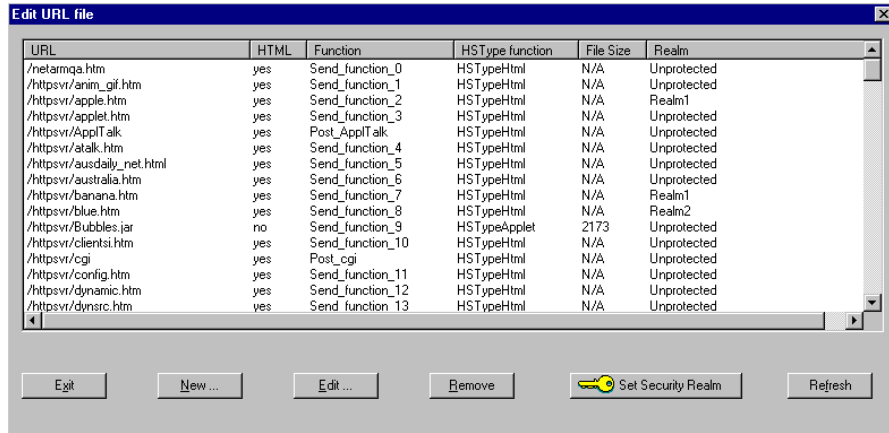 Edit URL file
URL HTML Function HSType function File Size Realm
/netarmqa.htm yes Send_function_0 HSTypeHtml N/A Unprotected
/httpsvr/anim_gif.htm yes Send_function_1 HSTypeHtml N/A Unprotected
/httpsvr/apple.htm yes Send_function_2 HSTypeHtml N/A Realm1
/httpsvr/applet.htm yes Send_function_3 HSTypeHtml N/A Unprotected
/httpsvr/ApplTalk yes Post_ApplTalk HSTypeHtml N/A Unprotected
/httpsvr/atalk.htm yes Send_function_4 HSTypeHtml N/A Unprotected
/httpsvr/ausdaily_net.html yes Send_function_5 HSTypeHtml N/A Unprotected
/httpsvr/australia.htm yes Send_function_6 HSTypeHtml N/A Unprotected
/httpsvr/banana.htm yes Send_function_7 HSTypeHtml N/A Realm1
/httpsvr/blue.htm yes Send_function_8 HSTypeHtml N/A Realm2
/httpsvr/Bubbles.jar no Send_function_9 HSTypeApplet 2173 Unprotected
/httpsvr/clientsi.htm yes Send_function_10 HSTypeHtml N/A Unprotected
/httpsvr/cgi yes Post_cgi HSTypeHtml N/A Unprotected
/httpsvr/config.htm yes Send_function_11 HSTypeHtml N/A Unprotected
/httpsvr/dynamic.htm yes Send_function_12 HSTypeHtml N/A Unprotected
/httpsvr/dynsrc.htm yes Send_function_13 HSTypeHtml N/A Unprotected
Exit New ... Edit ... Remove Set Security Realm Refresh